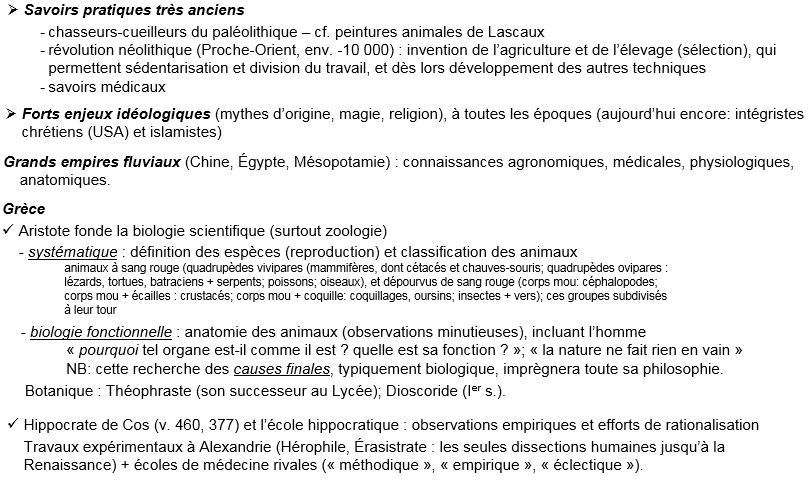 ➢ Savoirs pratiques très anciens
- chasseurs-cueilleurs du paléolithique – cf. peintures animales de Lascaux
- révolution néolithique (Proche-Orient, env. -10 000) : invention de l’agriculture et de l’élevage (sélection), qui
permettent sédentarisation et division du travail, et dès lors développement des autres techniques
- savoirs médicaux
➢ Forts enjeux idéologiques (mythes d’origine, magie, religion), à toutes les époques (aujourd’hui encore: intégristes
chrétiens (USA) et islamistes)
Grands empires fluviaux (Chine, Égypte, Mésopotamie) : connaissances agronomiques, médicales, physiologiques,
anatomiques.
Grèce
✓ Aristote fonde la biologie scientifique (surtout zoologie)
- systématique : définition des espèces (reproduction) et classification des animaux
animaux à sang rouge (quadrupèdes vivipares (mammifères, dont cétacés et chauves-souris; quadrupèdes ovipares :
lézards, tortues, batraciens + serpents; poissons; oiseaux), et dépourvus de sang rouge (corps mou: céphalopodes;
corps mou + écailles : crustacés; corps mou + coquille: coquillages, oursins; insectes + vers); ces groupes subdivisés
à leur tour
- biologie fonctionnelle : anatomie des animaux (observations minutieuses), incluant l’homme
« pourquoi tel organe est-il comme il est ? quelle est sa fonction ? »; « la nature ne fait rien en vain »
NB: cette recherche des causes finales, typiquement biologique, imprègnera toute sa philosophie.
Botanique : Théophraste (son successeur au Lycée); Dioscoride (Ier s.).
✓ Hippocrate de Cos (v. 460, 377) et l’école hippocratique : observations empiriques et efforts de rationalisation
Travaux expérimentaux à Alexandrie (Hérophile, Érasistrate : les seules dissections humaines jusqu’à la
Renaissance) + écoles de médecine rivales (« méthodique », « empirique », « éclectique »).